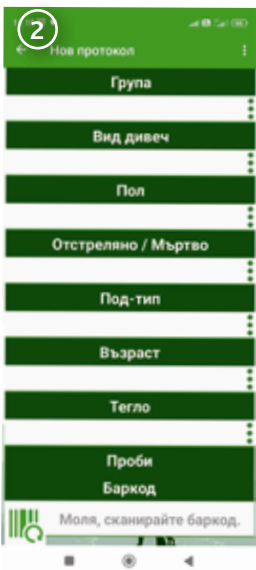 2
Нов протокол
Група
Вид дивеч
Пол
Отстреляно / Мъртво
Под-тип
Възраст
Тегло
Проби
Баркод
Моля, сканирайте баркод.